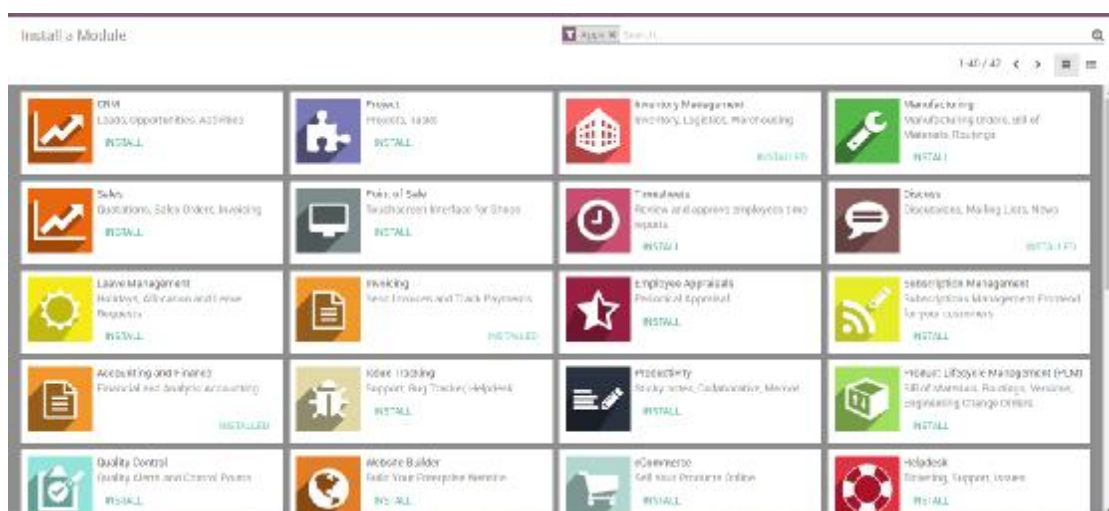 Install a Module
Apps Search...
1-40 / 47
CRM
Leads, Opportunities, Activities
INSTALL
Project
Projects, Tasks
INSTALL
Inventory Management
Inventory, Logistics, Warehousing
INSTALLED
Manufacturing
Manufacturing Orders, Bill of
Materials, Routings
INSTALL
Sales
Quotations, Sales Orders, Invoicing
INSTALL
Point of Sale
Touchscreen Interface for Shops
INSTALL
Timesheets
Review and approve employees time
reports
INSTALL
Discuss
Discussions, Mailing Lists, News
INSTALLED
Leave Management
Holidays, Allocation and Leave
Requests
INSTALL
Invoicing
Send Invoices and Track Payments
INSTALLED
Employee Appraisals
Periodical Appraisal
INSTALL
Subscription Management
Subscriptions Management Frontend
for your customers
INSTALL
Accounting and Finance
Financial and Analytic Accounting
INSTALLED
Issue Tracking
Support, Bug Tracker, Helpdesk
INSTALL
Productivity
Sticky notes, Collaborative, Memos
INSTALL
Product Lifecycle Management (PLM)
Bill of Materials, Routings, Versions,
Engineering Change Orders
INSTALL
Quality Control
Quality Alerts and Control Points
INSTALL
Website Builder
Build Your Enterprise Website
INSTALL
eCommerce
Sell Your Products Online
INSTALL
Helpdesk
Ticketing, Support, Issues
INSTALL